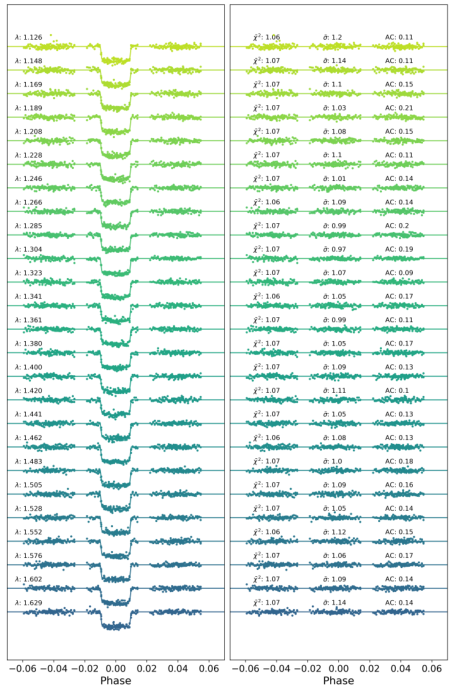 λ: 1.126 χ̄²: 1.06 σ̄: 1.2 AC: 0.11
λ: 1.148 χ̄²: 1.07 σ̄: 1.14 AC: 0.11
λ: 1.169 χ̄²: 1.07 σ̄: 1.1 AC: 0.15
λ: 1.189 χ̄²: 1.07 σ̄: 1.03 AC: 0.21
λ: 1.208 χ̄²: 1.07 σ̄: 1.08 AC: 0.15
λ: 1.228 χ̄²: 1.07 σ̄: 1.1 AC: 0.11
λ: 1.246 χ̄²: 1.07 σ̄: 1.01 AC: 0.14
λ: 1.266 χ̄²: 1.06 σ̄: 1.09 AC: 0.14
λ: 1.285 χ̄²: 1.07 σ̄: 0.99 AC: 0.2
λ: 1.304 χ̄²: 1.07 σ̄: 0.97 AC: 0.19
λ: 1.323 χ̄²: 1.07 σ̄: 1.07 AC: 0.09
λ: 1.341 χ̄²: 1.06 σ̄: 1.05 AC: 0.17
λ: 1.361 χ̄²: 1.07 σ̄: 0.99 AC: 0.11
λ: 1.380 χ̄²: 1.07 σ̄: 1.05 AC: 0.17
λ: 1.400 χ̄²: 1.07 σ̄: 1.09 AC: 0.13
λ: 1.420 χ̄²: 1.07 σ̄: 1.11 AC: 0.1
λ: 1.441 χ̄²: 1.07 σ̄: 1.05 AC: 0.13
λ: 1.462 χ̄²: 1.06 σ̄: 1.08 AC: 0.13
λ: 1.483 χ̄²: 1.07 σ̄: 1.0 AC: 0.18
λ: 1.505 χ̄²: 1.07 σ̄: 1.09 AC: 0.16
λ: 1.528 χ̄²: 1.07 σ̄: 1.05 AC: 0.14
λ: 1.552 χ̄²: 1.06 σ̄: 1.12 AC: 0.15
λ: 1.576 χ̄²: 1.07 σ̄: 1.06 AC: 0.17
λ: 1.602 χ̄²: 1.07 σ̄: 1.09 AC: 0.14
λ: 1.629 χ̄²: 1.07 σ̄: 1.14 AC: 0.14
−0.06 −0.04 −0.02 0.00 0.02 0.04 0.06 −0.06 −0.04 −0.02 0.00 0.02 0.04 0.06
Phase Phase